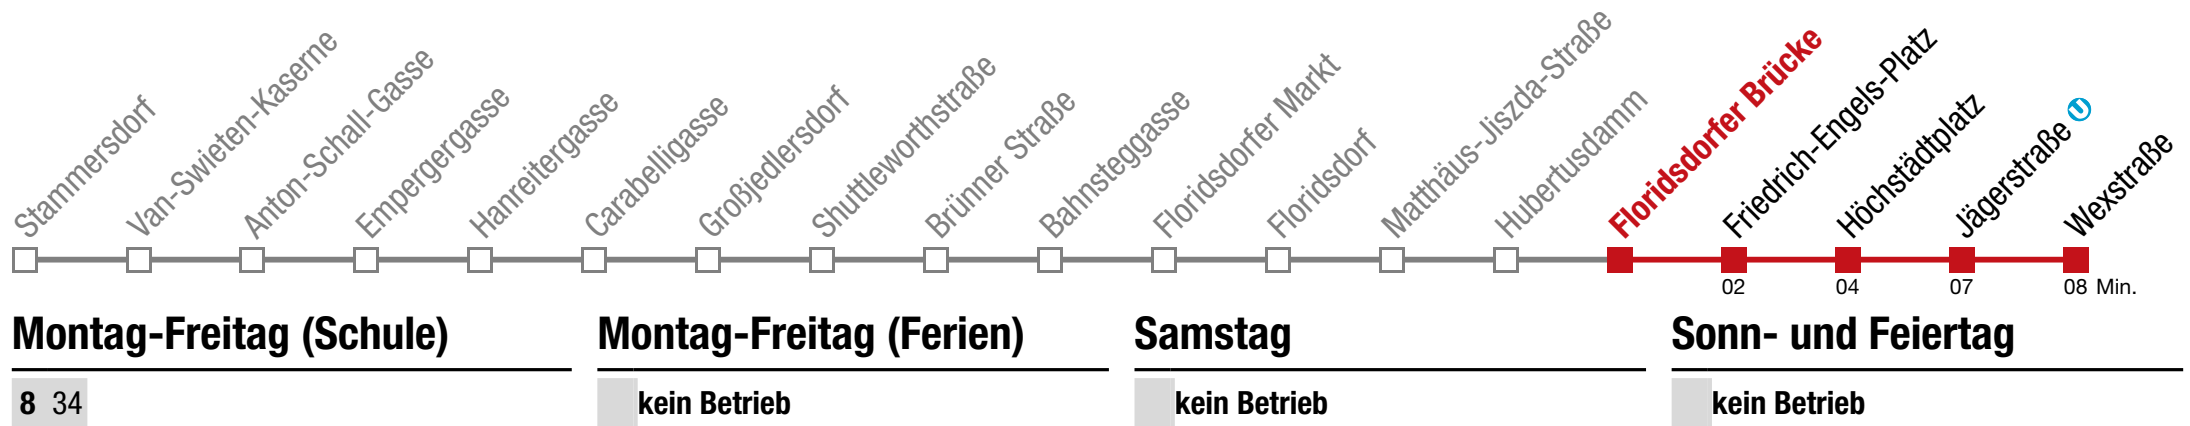 Stammersdorf
Van-Swieten-Kaserne
Anton-Schall-Gasse
Empergergasse
Hanreitergasse
Carabelligasse
Großjedlersdorf
Shuttleworthstraße
Brünner Straße
Bahnsteggasse
Floridsdorfer Markt
Floridsdorf
Matthäus-Jiszda-Straße
Hubertusdamm
Floridsdorfer Brücke
Friedrich-Engels-Platz
Höchstädtplatz
Jägerstraße U
Wexstraße
02 04 07 08 Min.
Montag-Freitag (Schule)
8 34
Montag-Freitag (Ferien)
kein Betrieb
Samstag
kein Betrieb
Sonn- und Feiertag
kein Betrieb